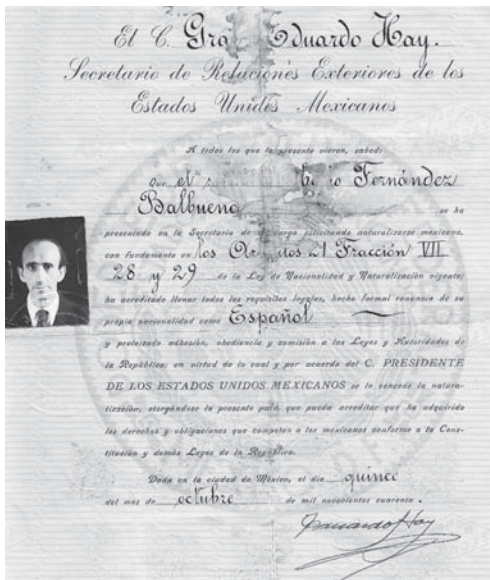 El C. Gral Eduardo Hay.
Secretario de Relaciones Exteriores de los
Estados Unidos Mexicanos
A todos los que la presente vieren, sabed:
Que el Fernández
Balbuena se ha
presentado en la Secretaría de mi cargo solicitando naturalizarse mexicano,
con fundamento en los Artículos 21 Fracción VII
28 y 29 de la Ley de Nacionalidad y Naturalización vigente;
ha acreditado llenar todos los requisitos legales, hecho formal renuncia de su
propia nacionalidad como Español
y protestado adhesión, obediencia y sumisión a las Leyes y Autoridades de
la República; en virtud de lo cual y por acuerdo del C. PRESIDENTE
DE LOS ESTADOS UNIDOS MEXICANOS se le concede la natura-
lización, otorgándose la presente para que pueda acreditar que ha adquirido
los derechos y obligaciones que competen a los mexicanos conforme a la Cons-
titución y demás Leyes de la República.
Dada en la ciudad de México, el día quince
del mes de octubre de mil novecientos cuarenta.
Eduardo Hay